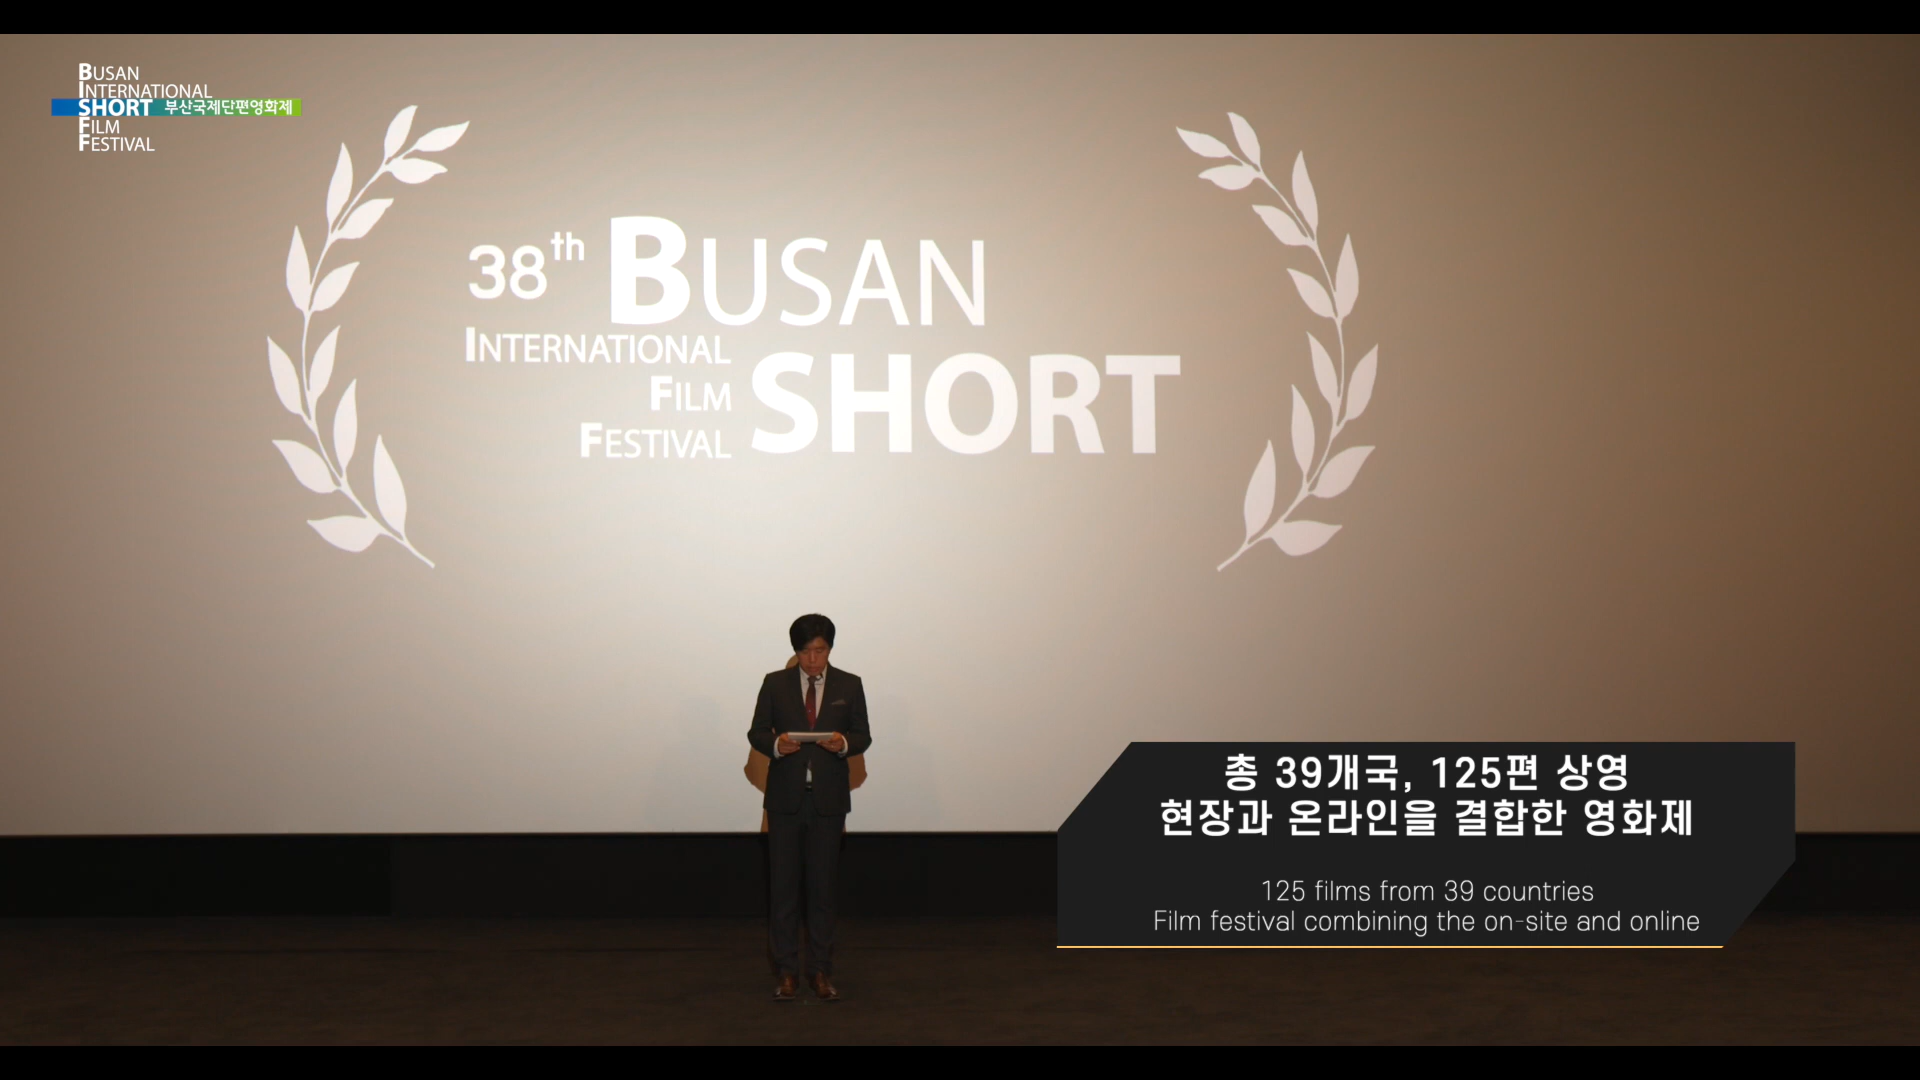 BUSAN
INTERNATIONAL
SHORT 부산국제단편영화제
FILM
FESTIVAL
38th BUSAN
INTERNATIONAL
FILM
FESTIVAL
SHORT
총 39개국, 125편 상영
현장과 온라인을 결합한 영화제
125 films from 39 countries
Film festival combining the on-site and online